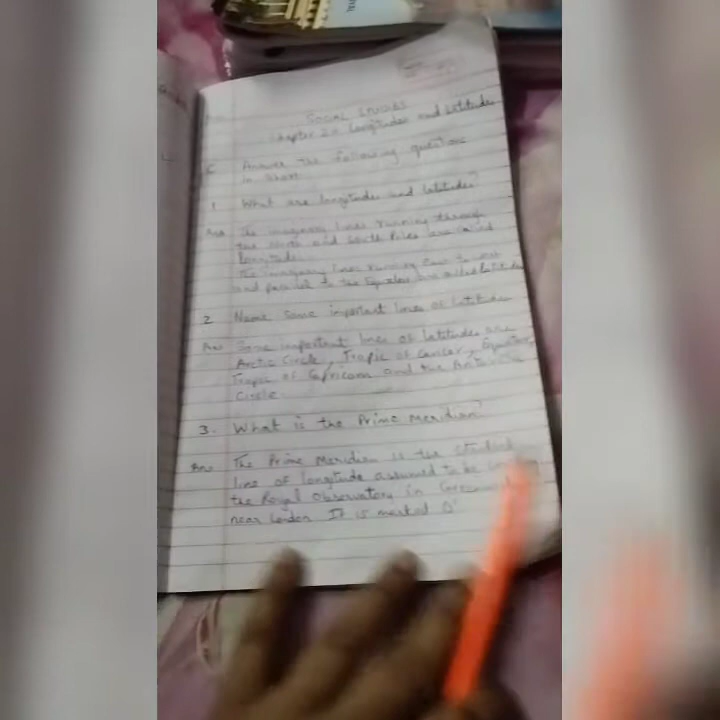 SOCIAL STUDIES
Chapter 2: Longitudes and Latitudes
C Answer the following questions
in short
1 What are longitudes and latitudes?
Ans The imaginary lines running through
the North and South Poles are called
longitudes.
The imaginary lines running East to west
and parallel to the Equator are called latitudes
2 Name some important lines of latitudes
Ans Some important lines of latitudes are
Arctic Circle, Tropic of Cancer, Equator,
Tropic of Capricorn and the Antarctic
Circle.
3. What is the Prime Meridian?
Ans The Prime Meridian is the
line of longitude assumed to be
the Royal Observatory in Greenwich
near London It is marked 0°